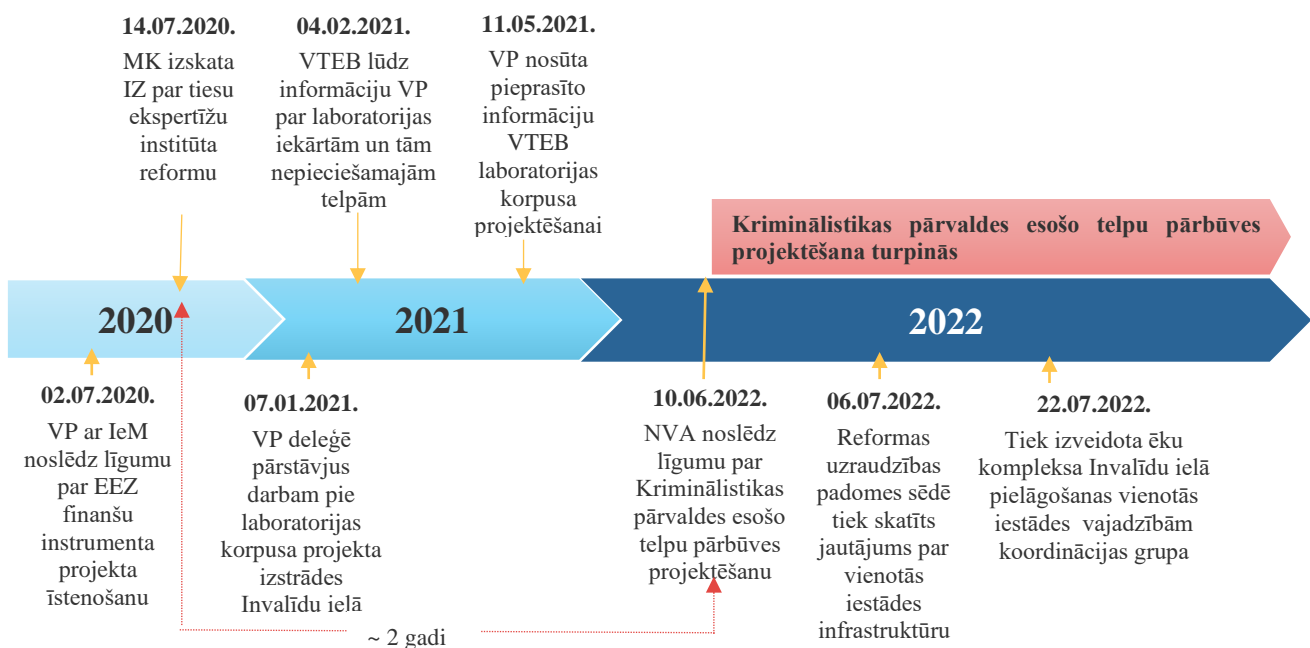 14.07.2020.
MK izskata
IZ par tiesu
ekspertīžu
institūta
reformu
04.02.2021.
VTEB lūdz
informāciju VP
par laboratorijas
iekārtām un tām
nepieciešamajām
telpām
11.05.2021.
VP nosūta
pieprasīto
informāciju
VTEB
laboratorijas
korpusa
projektēšanai
Kriminālistikas pārvaldes esošo telpu pārbūves
projektēšana turpinās
2020
2021
2022
02.07.2020.
VP ar IeM
noslēdz līgumu
par EEZ
finanšu
instrumenta
projekta
īstenošanu
07.01.2021.
VP deleģē
pārstāvjus
darbam pie
laboratorijas
korpusa projekta
izstrādes
Invalīdu ielā
10.06.2022.
NVA noslēdz
līgumu par
Kriminālistikas
pārvaldes esošo
telpu pārbūves
projektēšanu
06.07.2022.
Reformas
uzraudzības
padomes sēdē
tiek skatīts
jautājums par
vienotās
iestādes
infrastruktūru
22.07.2022.
Tiek izveidota ēku
kompleksa Invalīdu ielā
pielāgošanas vienotās
iestādes vajadzībām
koordinācijas grupa
~ 2 gadi